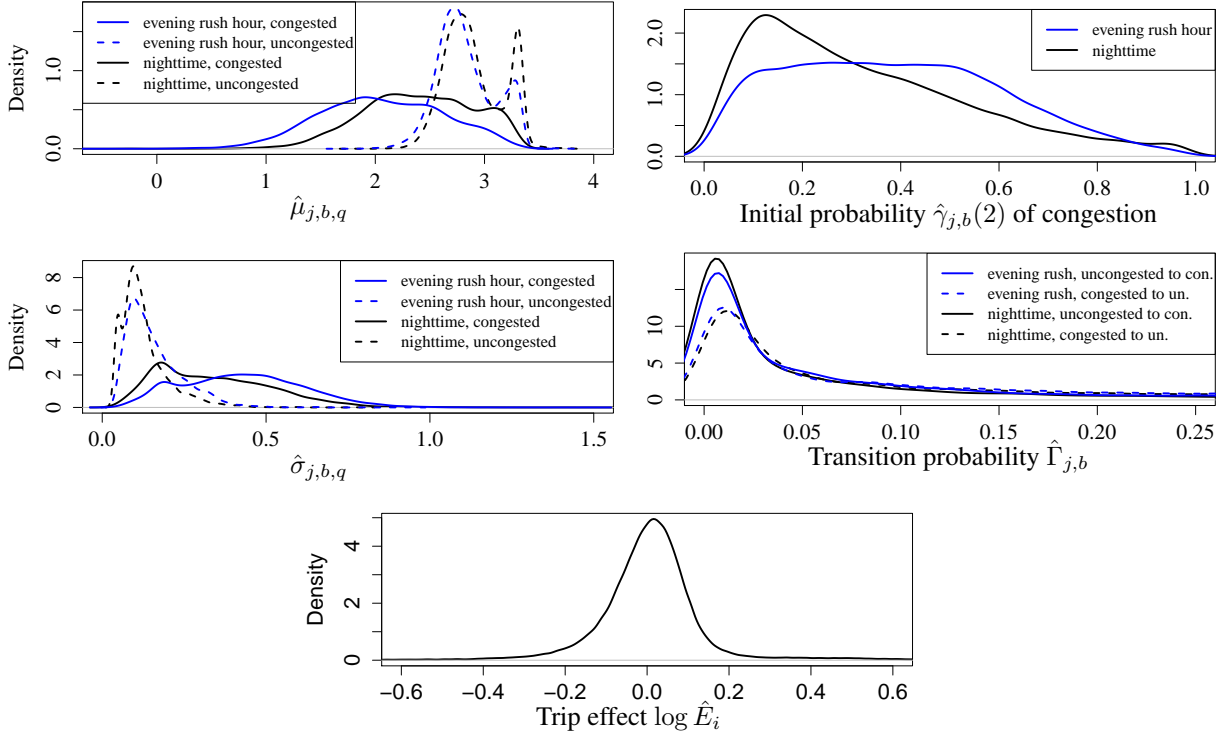 Density
0.0 1.0
evening rush hour, congested
evening rush hour, uncongested
nighttime, congested
nighttime, uncongested
0 1 2 3 4
μ̂_{j,b,q}
0.0 1.0 2.0
evening rush hour
nighttime
0.0 0.2 0.4 0.6 0.8 1.0
Initial probability γ̂_{j,b}(2) of congestion
Density
0 2 4 6 8
evening rush hour, congested
evening rush hour, uncongested
nighttime, congested
nighttime, uncongested
0.0 0.5 1.0 1.5
σ̂_{j,b,q}
0 5 10
evening rush, uncongested to con.
evening rush, congested to un.
nighttime, uncongested to con.
nighttime, congested to un.
0.00 0.05 0.10 0.15 0.20 0.25
Transition probability Γ̂_{j,b}
Density
0 2 4
−0.6 −0.4 −0.2 0.0 0.2 0.4 0.6
Trip effect log Ê_i